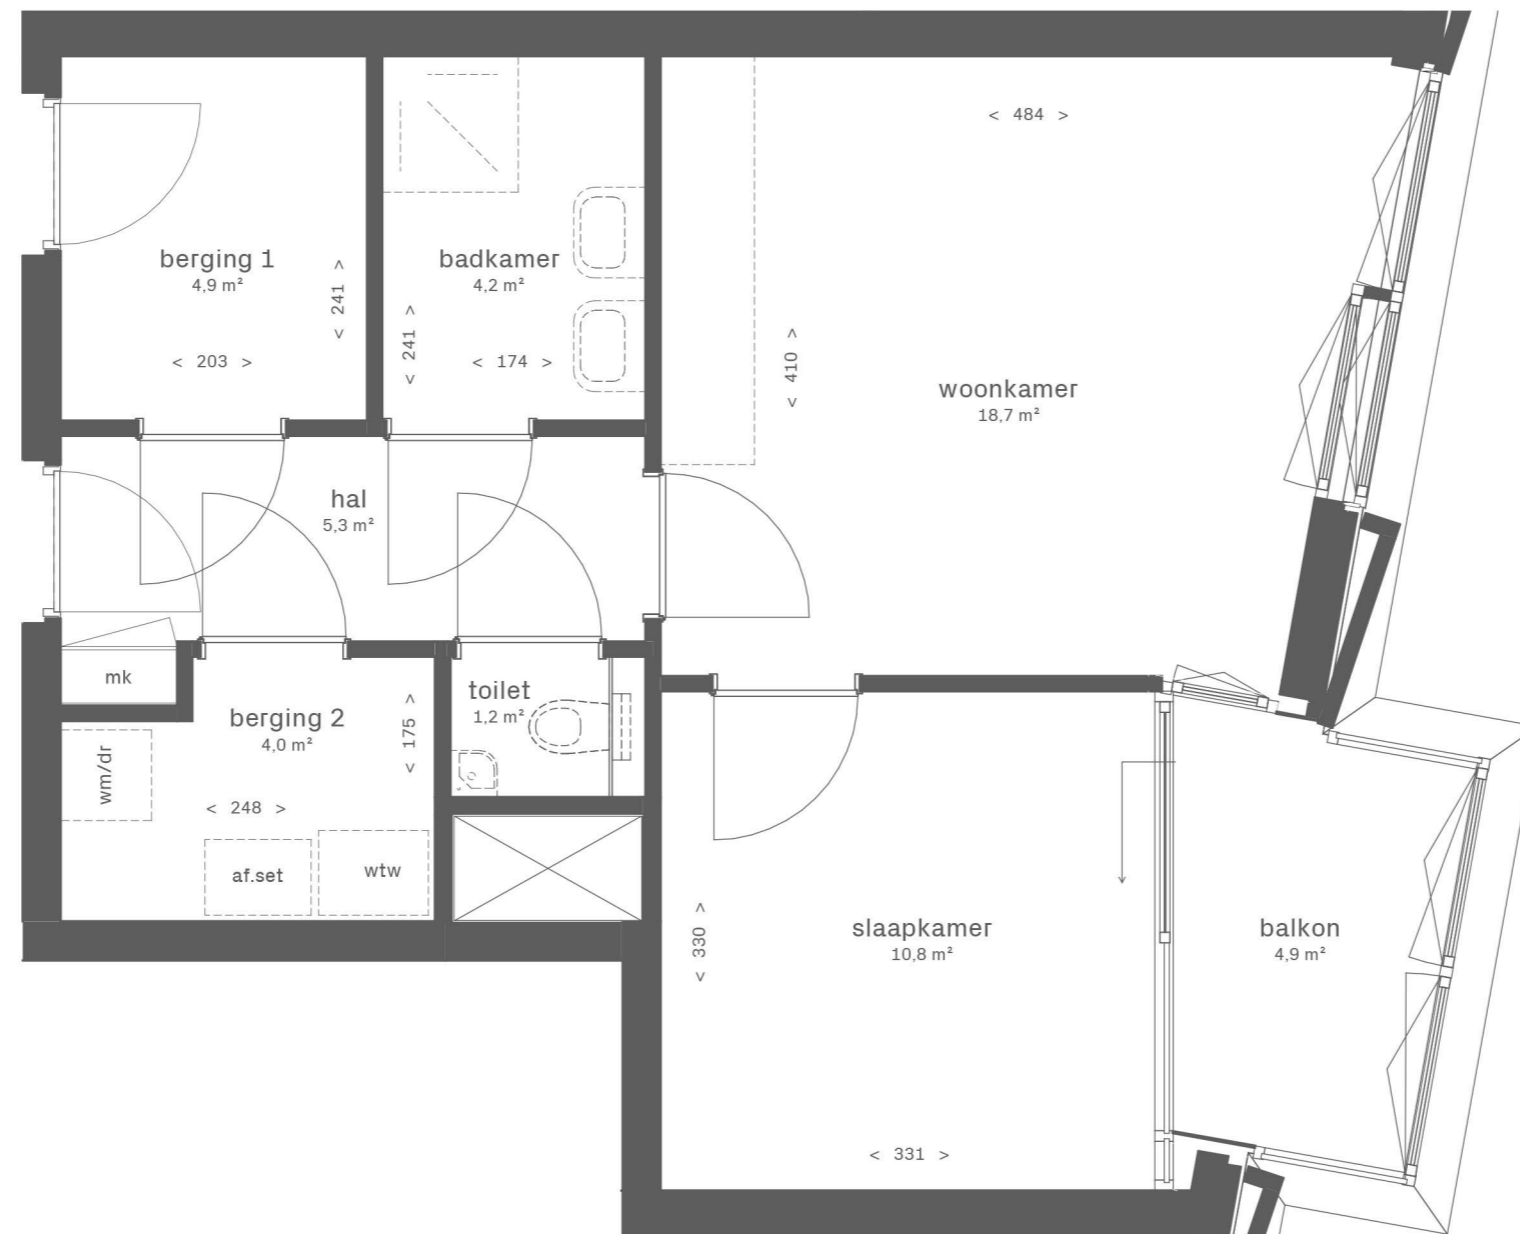 < 484 >
berging 1
4,9 m²
< 241 >
< 203 >
badkamer
4,2 m²
< 241 >
< 174 >
< 410 >
woonkamer
18,7 m²
hal
5,3 m²
mk
berging 2
4,0 m²
< 175 >
toilet
1,2 m²
wm/dr
< 248 >
af.set
wtw
< 330 >
slaapkamer
10,8 m²
balkon
4,9 m²
< 331 >